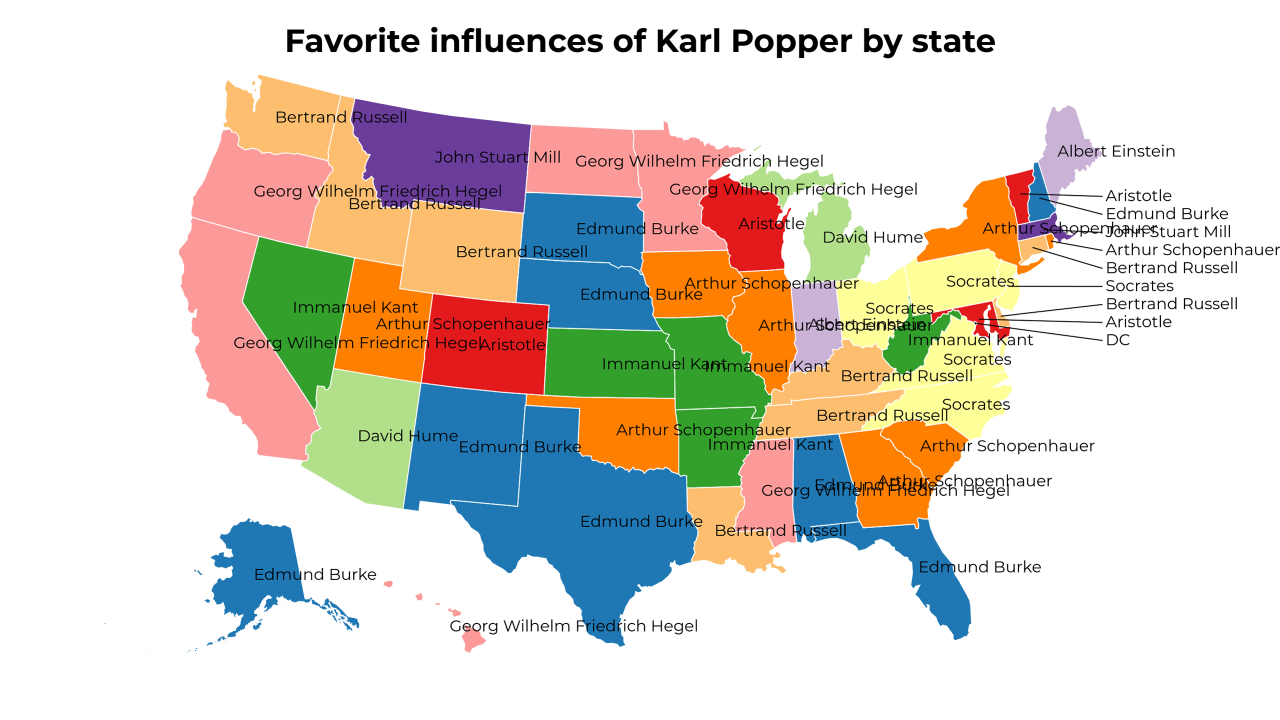 Favorite influences of Karl Popper by state
Bertrand Russell
John Stuart Mill
Albert Einstein
Georg Wilhelm Friedrich Hegel
Georg Wilhelm Friedrich Hegel
Georg Wilhelm Friedrich Hegel
Bertrand Russell
Aristotle
Edmund Burke
Aristotle
David Hume
Edmund Burke
Arthur Schopenhauer
John Stuart Mill
Arthur Schopenhauer
Bertrand Russell
Bertrand Russell
Socrates
Socrates
Arthur Schopenhauer
Edmund Burke
Bertrand Russell
Immanuel Kant
Socrates
Arthur Schopenhauer
Arthur Schopenhauer
Albert Einstein
Aristotle
Immanuel Kant
DC
Georg Wilhelm Friedrich Hegel
Aristotle
Socrates
Immanuel Kant
Immanuel Kant
Bertrand Russell
Socrates
Bertrand Russell
Arthur Schopenhauer
David Hume
Edmund Burke
Immanuel Kant
Arthur Schopenhauer
Edmund Burke
Arthur Schopenhauer
Georg Wilhelm Friedrich Hegel
Edmund Burke
Bertrand Russell
Edmund Burke
Edmund Burke
Georg Wilhelm Friedrich Hegel